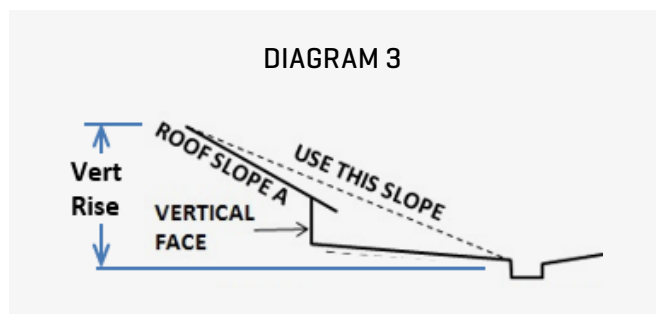 DIAGRAM 3
ROOF SLOPE A
USE THIS SLOPE
Vert
Rise
VERTICAL
FACE